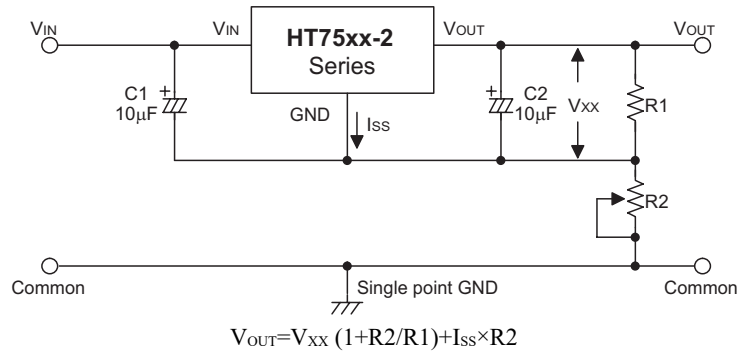 VIN VIN HT75xx-2 VOUT VOUT
Series
C1
10μF
GND ISS
C2
10μF
VXX
R1
R2
Common Single point GND Common
VOUT=VXX (1+R2/R1)+ISS×R2